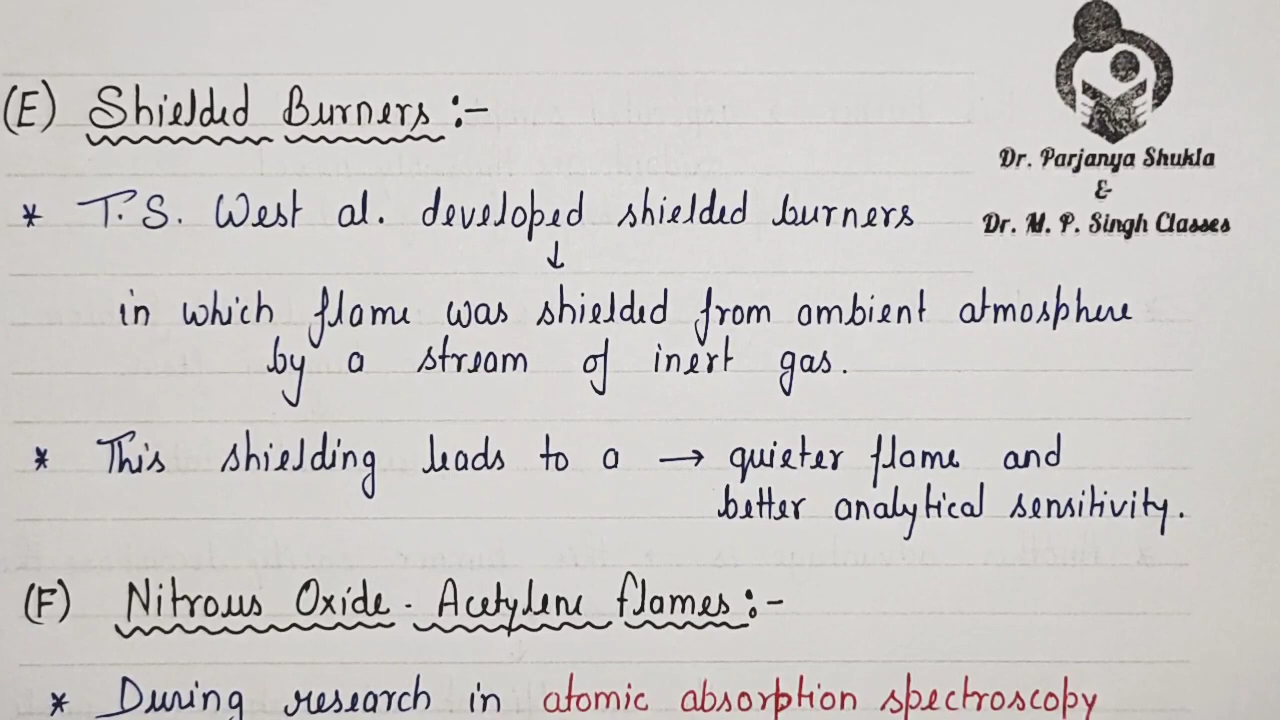 (E) Shielded Burners :-
Dr. Parjanya Shukla
&
Dr. M. P. Singh Classes
* T. S. West al. developed shielded burners
↓
in which flame was shielded from ambient atmosphere
by a stream of inert gas.
* This shielding leads to a → quieter flame and
better analytical sensitivity.
(F) Nitrous Oxide - Acetylene flames :-
* During research in atomic absorption spectroscopy